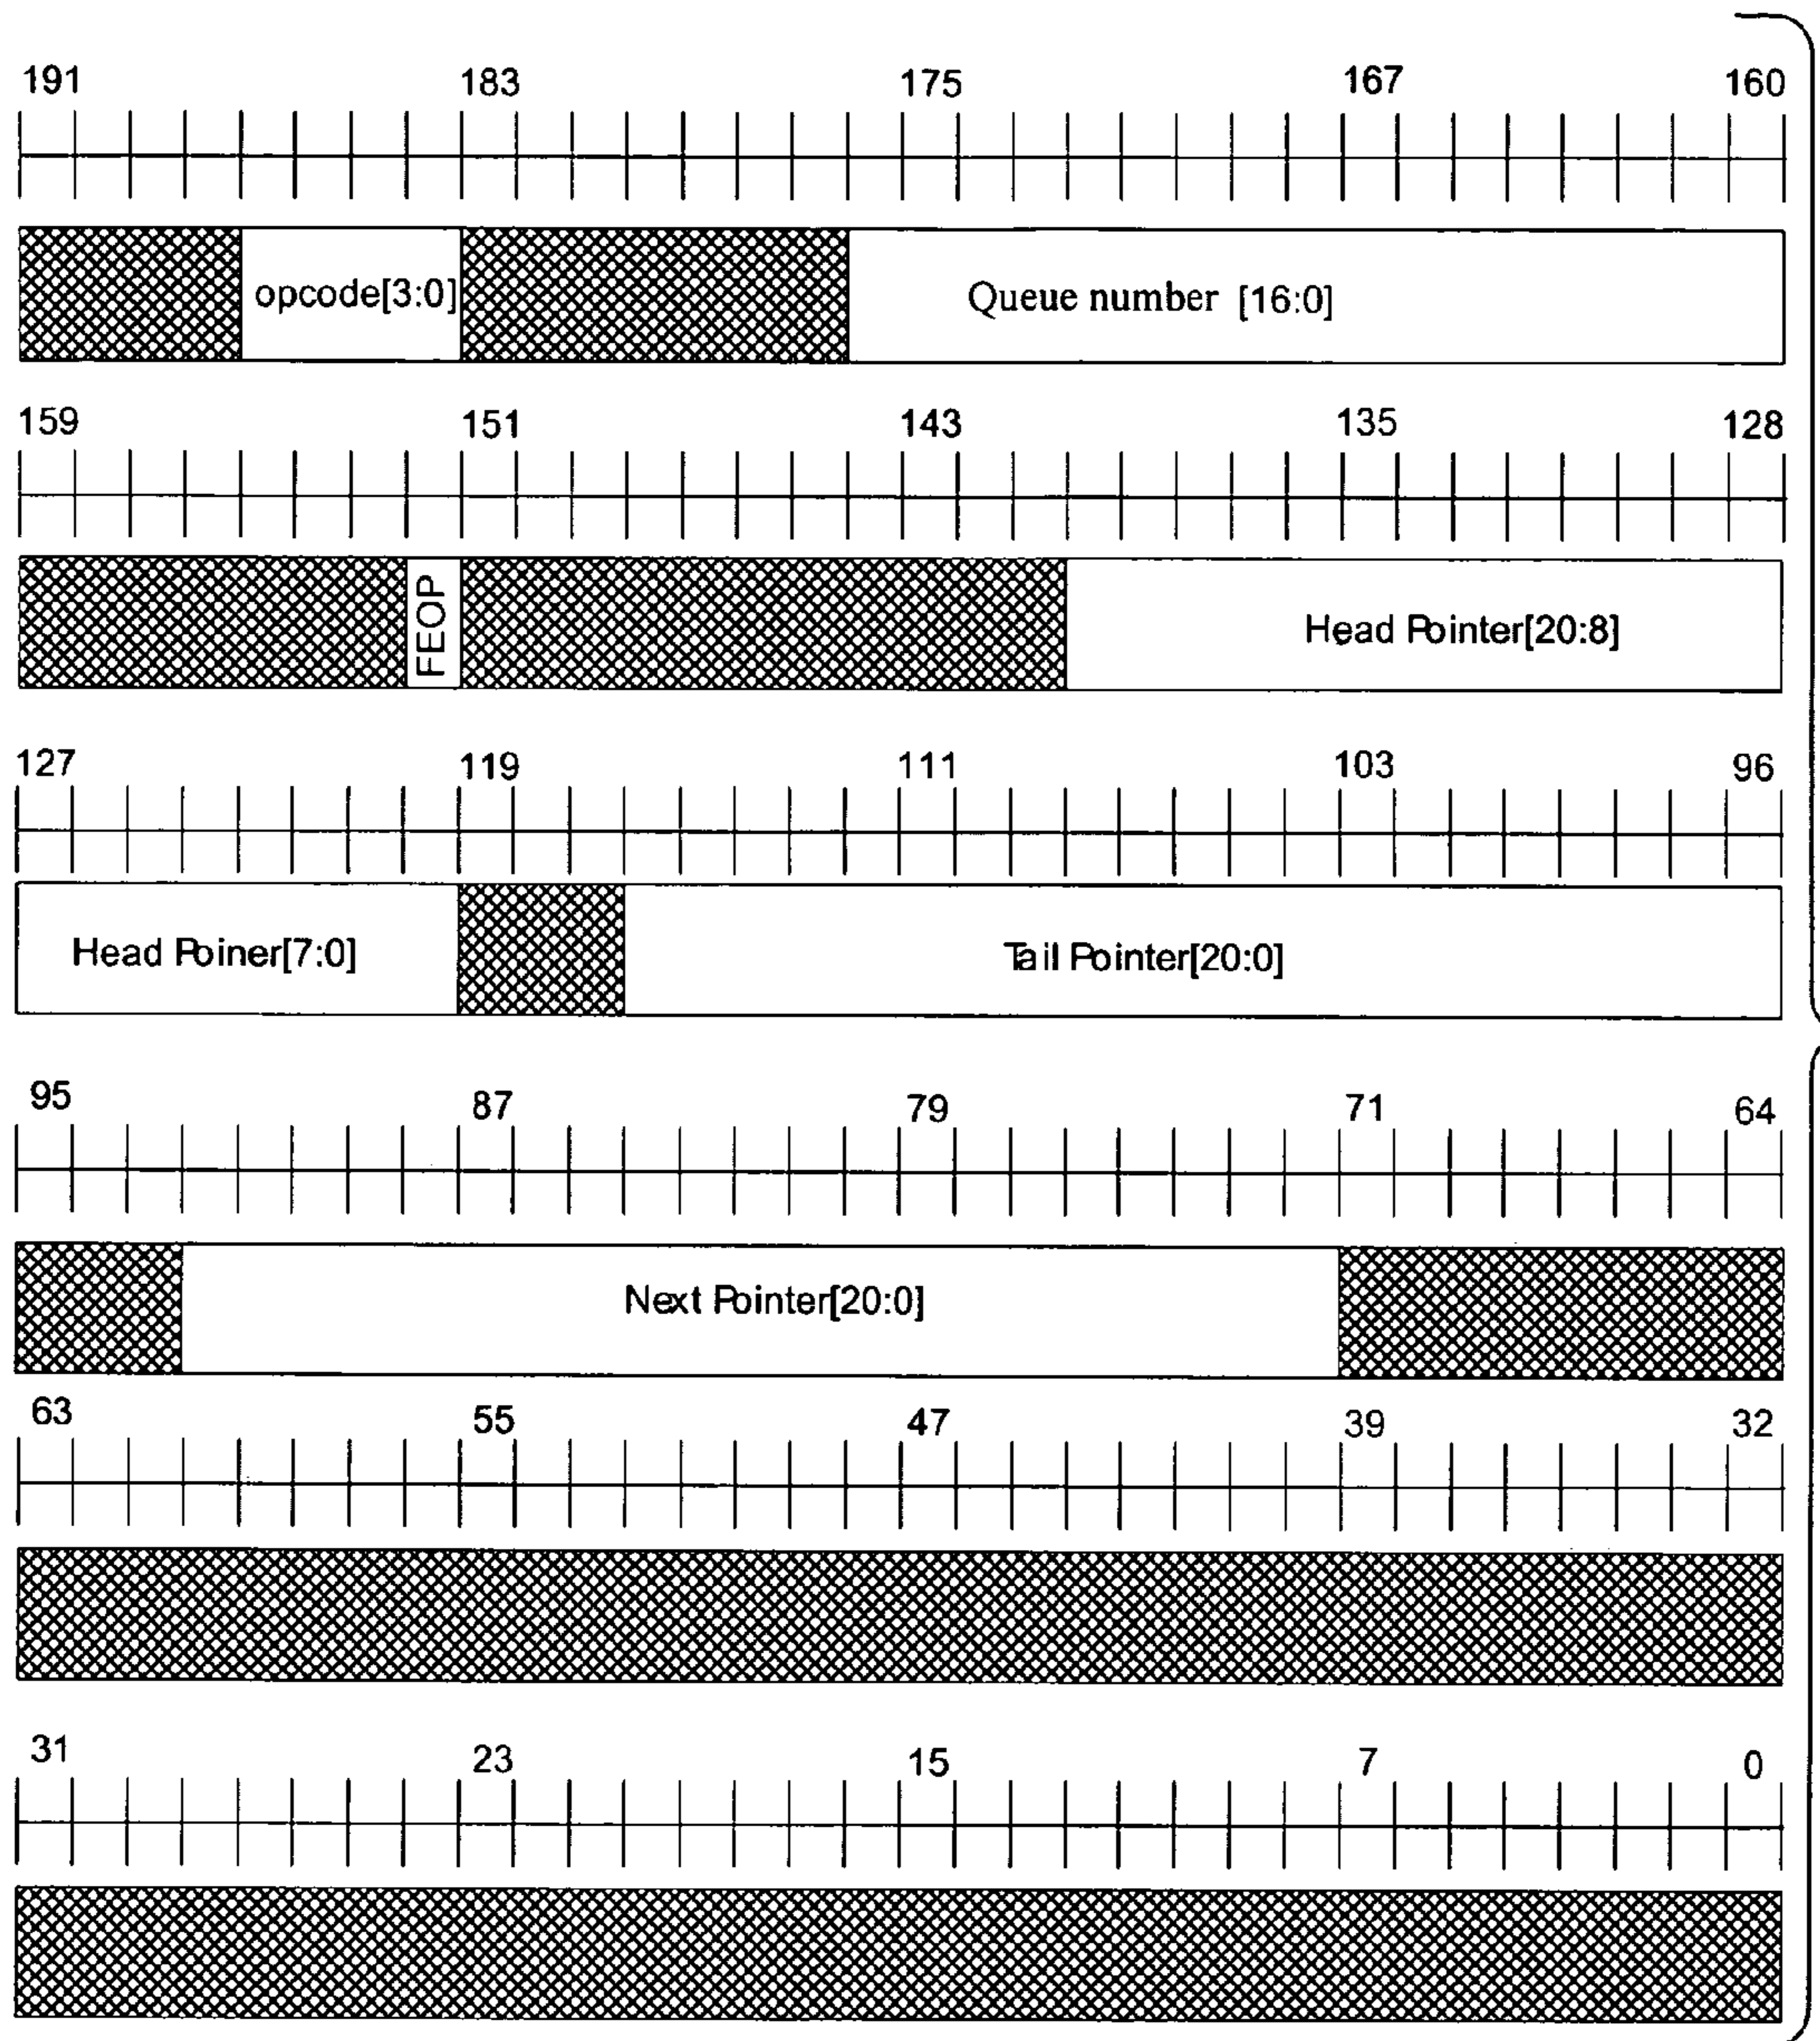 191 183 175 167 160
opcode[3:0] Queue number [16:0]
159 151 143 135 128
FEOP Head Pointer[20:8]
127 119 111 103 96
Head Poiner[7:0] Tail Pointer[20:0]
95 87 79 71 64
Next Pointer[20:0]
63 55 47 39 32
31 23 15 7 0